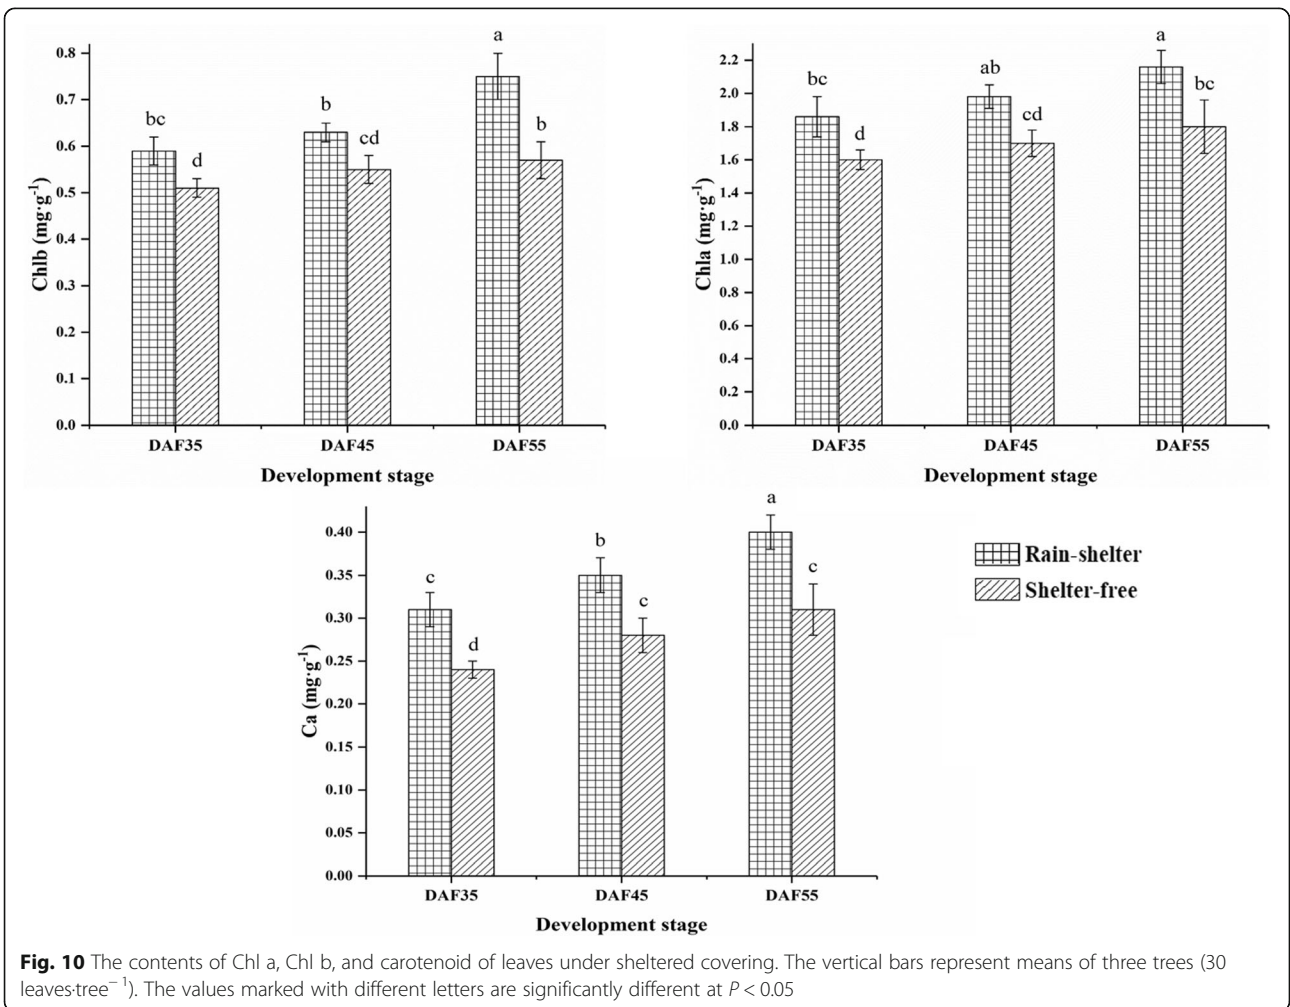 a
0.8
b
0.7
bc
b
cd
0.6
d
0.5
Chlb (mg·g-1)
0.4
0.3
0.2
0.1
0.0
DAF35 DAF45 DAF55
Development stage
a
2.2
ab
bc
2.0
bc
1.8
cd
d
1.6
1.4
1.2
Chla (mg·g-1)
1.0
0.8
0.6
0.4
0.2
0.0
DAF35 DAF45 DAF55
Development stage
a
b
0.40
c
c
0.35
c
0.30
d
0.25
Ca (mg·g-1)
0.20
0.15
0.10
0.05
0.00
DAF35 DAF45 DAF55
Development stage
Rain-shelter
Shelter-free
Fig. 10 The contents of Chl a, Chl b, and carotenoid of leaves under sheltered covering. The vertical bars represent means of three trees (30
leaves·tree− 1). The values marked with different letters are significantly different at P < 0.05